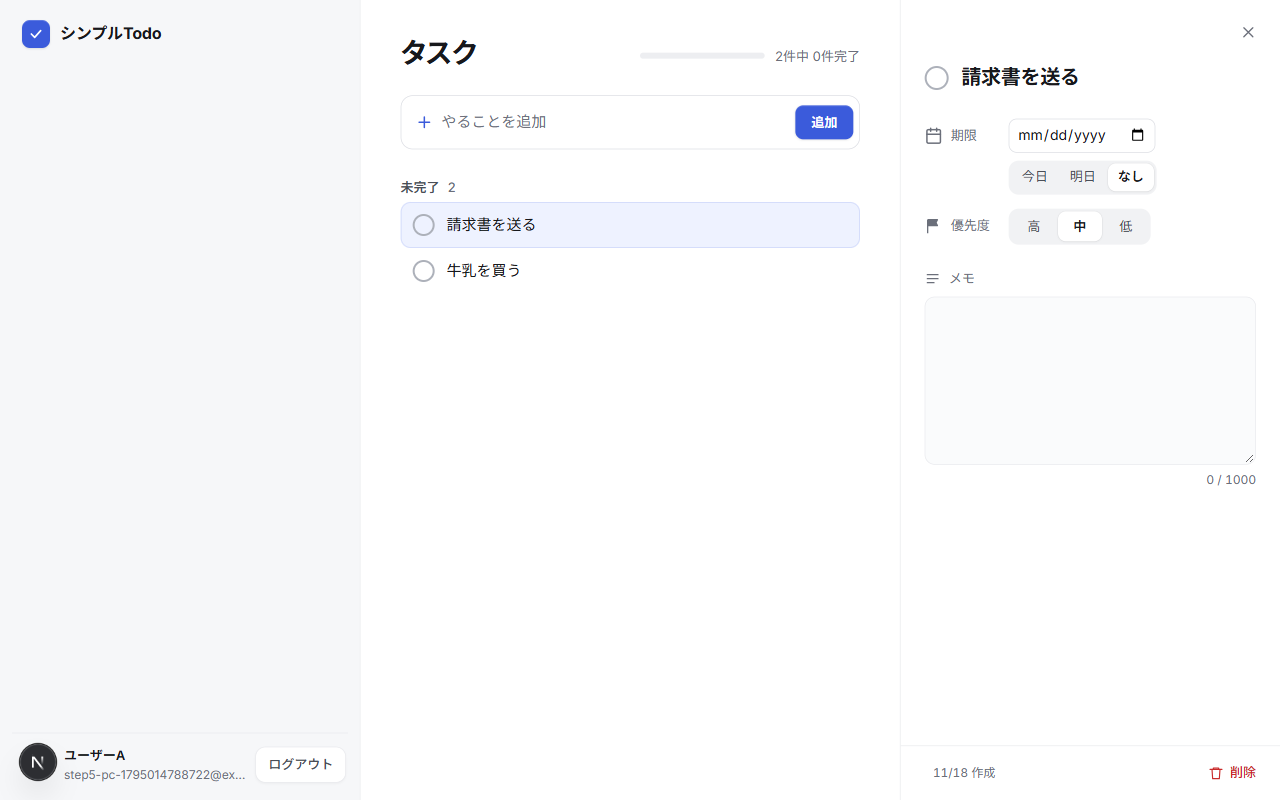 シンプルTodo
タスク
2件中 0件完了
やることを追加
追加
未完了 2
請求書を送る
牛乳を買う
N
ユーザーA
step5-pc-1795014788722@ex...
ログアウト
請求書を送る
期限
mm/dd/yyyy
今日 明日 なし
優先度
高 中 低
メモ
0 / 1000
11/18 作成
削除